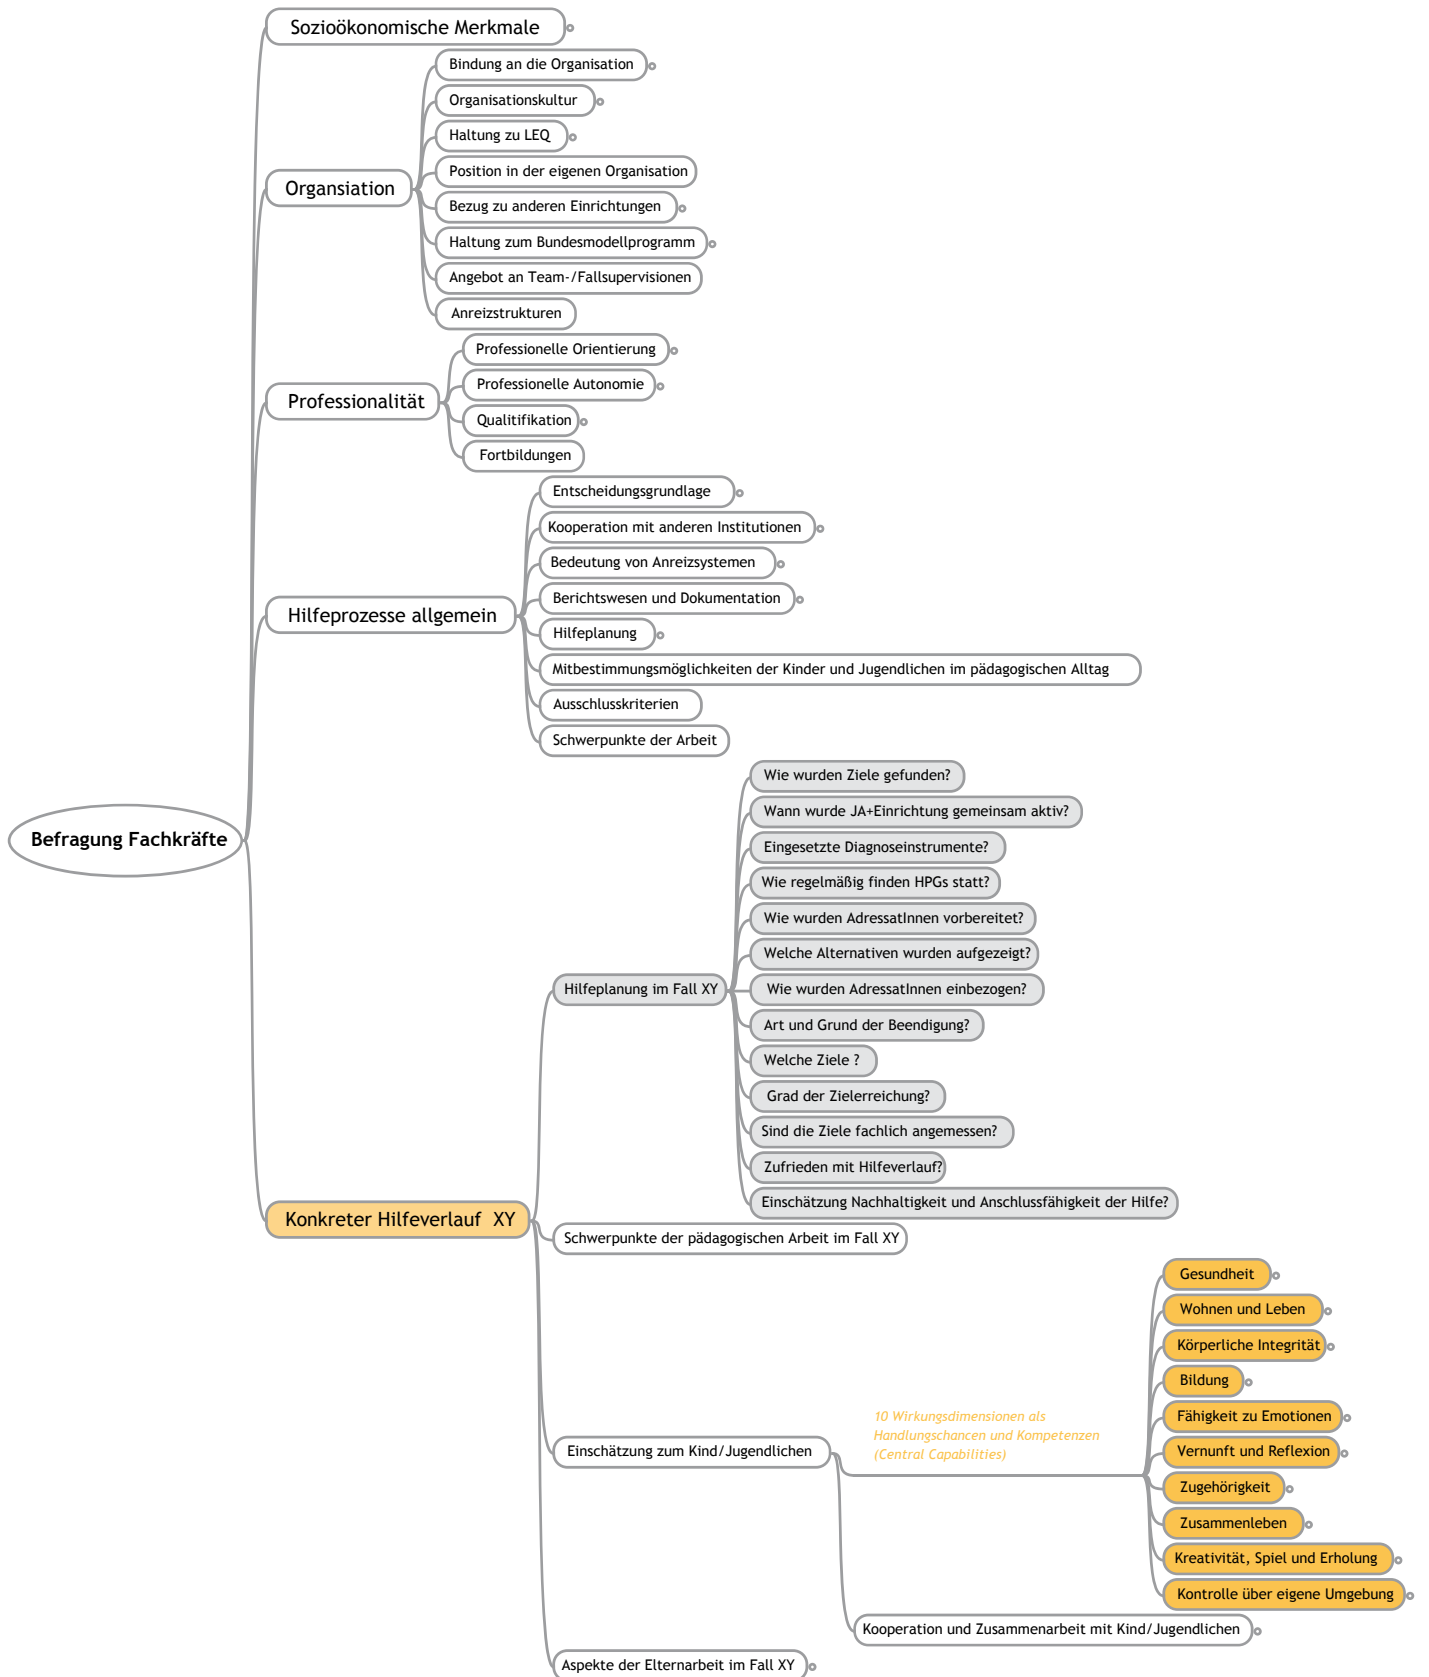 Sozioökonomische Merkmale
Bindung an die Organisation
Organisationskultur
Haltung zu LEQ
Position in der eigenen Organisation
Organsiation
Bezug zu anderen Einrichtungen
Haltung zum Bundesmodellprogramm
Angebot an Team-/Fallsupervisionen
Anreizstrukturen
Professionelle Orientierung
Professionelle Autonomie
Professionalität
Qualitifikation
Fortbildungen
Entscheidungsgrundlage
Kooperation mit anderen Institutionen
Bedeutung von Anreizsystemen
Berichtswesen und Dokumentation
Hilfeprozesse allgemein
Hilfeplanung
Mitbestimmungsmöglichkeiten der Kinder und Jugendlichen im pädagogischen Alltag
Ausschlusskriterien
Schwerpunkte der Arbeit
Befragung Fachkräfte
Wie wurden Ziele gefunden?
Wann wurde JA+Einrichtung gemeinsam aktiv?
Eingesetzte Diagnoseinstrumente?
Wie regelmäßig finden HPGs statt?
Wie wurden AdressatInnen vorbereitet?
Welche Alternativen wurden aufgezeigt?
Hilfeplanung im Fall XY
Wie wurden AdressatInnen einbezogen?
Art und Grund der Beendigung?
Welche Ziele ?
Grad der Zielerreichung?
Sind die Ziele fachlich angemessen?
Zufrieden mit Hilfeverlauf?
Einschätzung Nachhaltigkeit und Anschlussfähigkeit der Hilfe?
Konkreter Hilfeverlauf XY
Schwerpunkte der pädagogischen Arbeit im Fall XY
Gesundheit
Wohnen und Leben
Körperliche Integrität
Bildung
10 Wirkungsdimensionen als
Handlungschancen und Kompetenzen
(Central Capabilities)
Fähigkeit zu Emotionen
Einschätzung zum Kind/Jugendlichen
Vernunft und Reflexion
Zugehörigkeit
Zusammenleben
Kreativität, Spiel und Erholung
Kontrolle über eigene Umgebung
Kooperation und Zusammenarbeit mit Kind/Jugendlichen
Aspekte der Elternarbeit im Fall XY